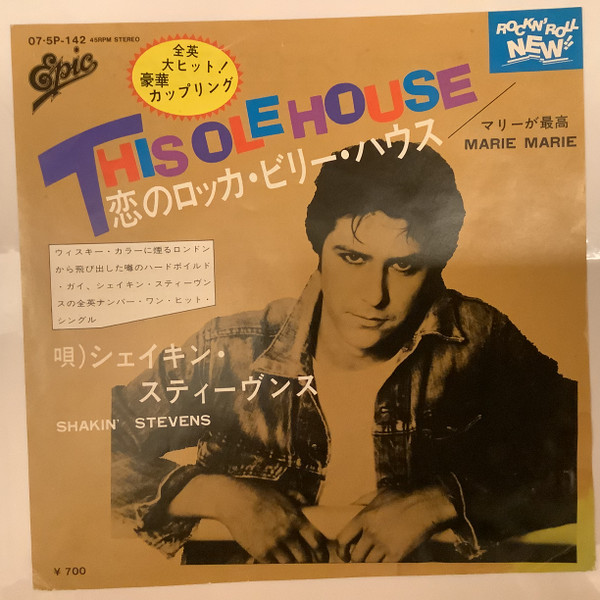 07・5P-142 45RPM STEREO
Epic
全英
大ヒット!
豪華
カップリング
ROCKN' ROLL
NEW!!
THIS OLE HOUSE
恋のロッカ・ビリー・ハウス
マリーが最高
MARIE MARIE
ウィスキー・カラーに煙るロンドン
から飛び出した噂のハードボイルド
・ガイ、シェイキン・スティーヴン
スの全英ナンバー・ワン・ヒット・
シングル
唄)シェイキン・
スティーヴンス
SHAKIN' STEVENS
¥700